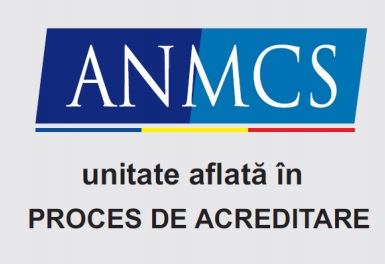 ANMCS
unitate aflată în
PROCES DE ACREDITARE